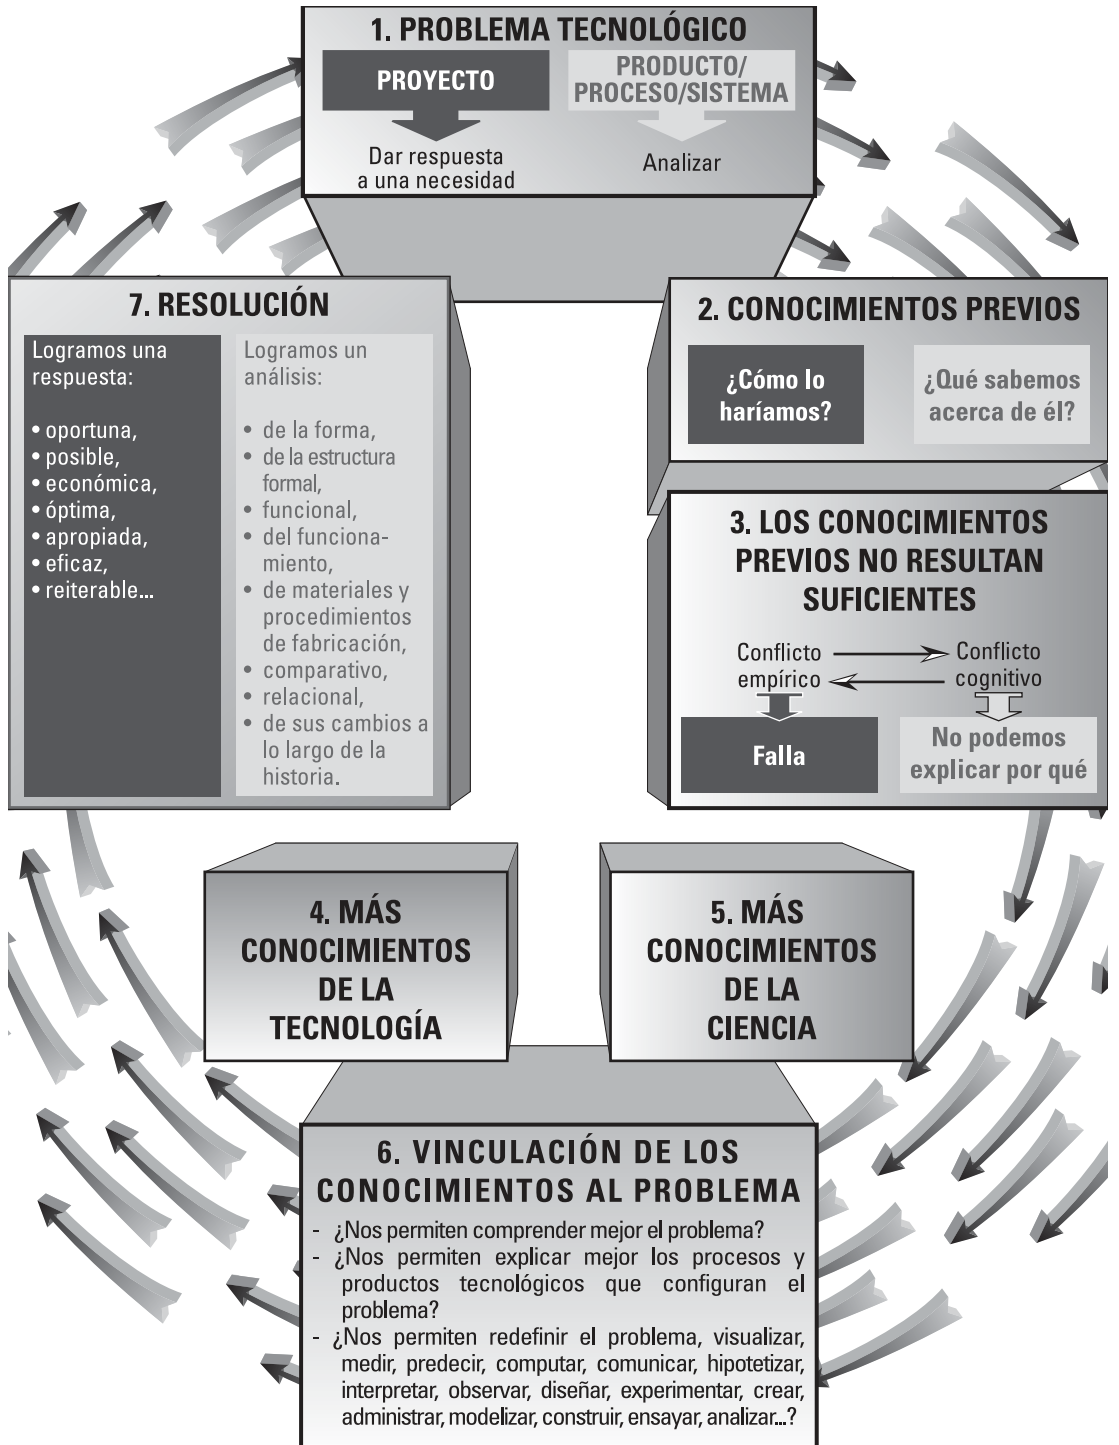 1. PROBLEMA TECNOLÓGICO
PROYECTO
Dar respuesta
a una necesidad
PRODUCTO/
PROCESO/SISTEMA
Analizar
2. CONOCIMIENTOS PREVIOS
¿Cómo lo
haríamos?
¿Qué sabemos
acerca de él?
3. LOS CONOCIMIENTOS
PREVIOS NO RESULTAN
SUFICIENTES
Conflicto
empírico
Conflicto
cognitivo
Falla
No podemos
explicar por qué
4. MÁS
CONOCIMIENTOS
DE LA
TECNOLOGÍA
5. MÁS
CONOCIMIENTOS
DE LA
CIENCIA
6. VINCULACIÓN DE LOS
CONOCIMIENTOS AL PROBLEMA
- ¿Nos permiten comprender mejor el problema?
- ¿Nos permiten explicar mejor los procesos y
productos tecnológicos que configuran el
problema?
- ¿Nos permiten redefinir el problema, visualizar,
medir, predecir, computar, comunicar, hipotetizar,
interpretar, observar, diseñar, experimentar, crear,
administrar, modelizar, construir, ensayar, analizar...?
7. RESOLUCIÓN
Logramos una
respuesta:
• oportuna,
• posible,
• económica,
• óptima,
• apropiada,
• eficaz,
• reiterable...
Logramos un
análisis:
• de la forma,
• de la estructura
formal,
• funcional,
• del funciona-
miento,
• de materiales y
procedimientos
de fabricación,
• comparativo,
• relacional,
• de sus cambios a
lo largo de la
historia.